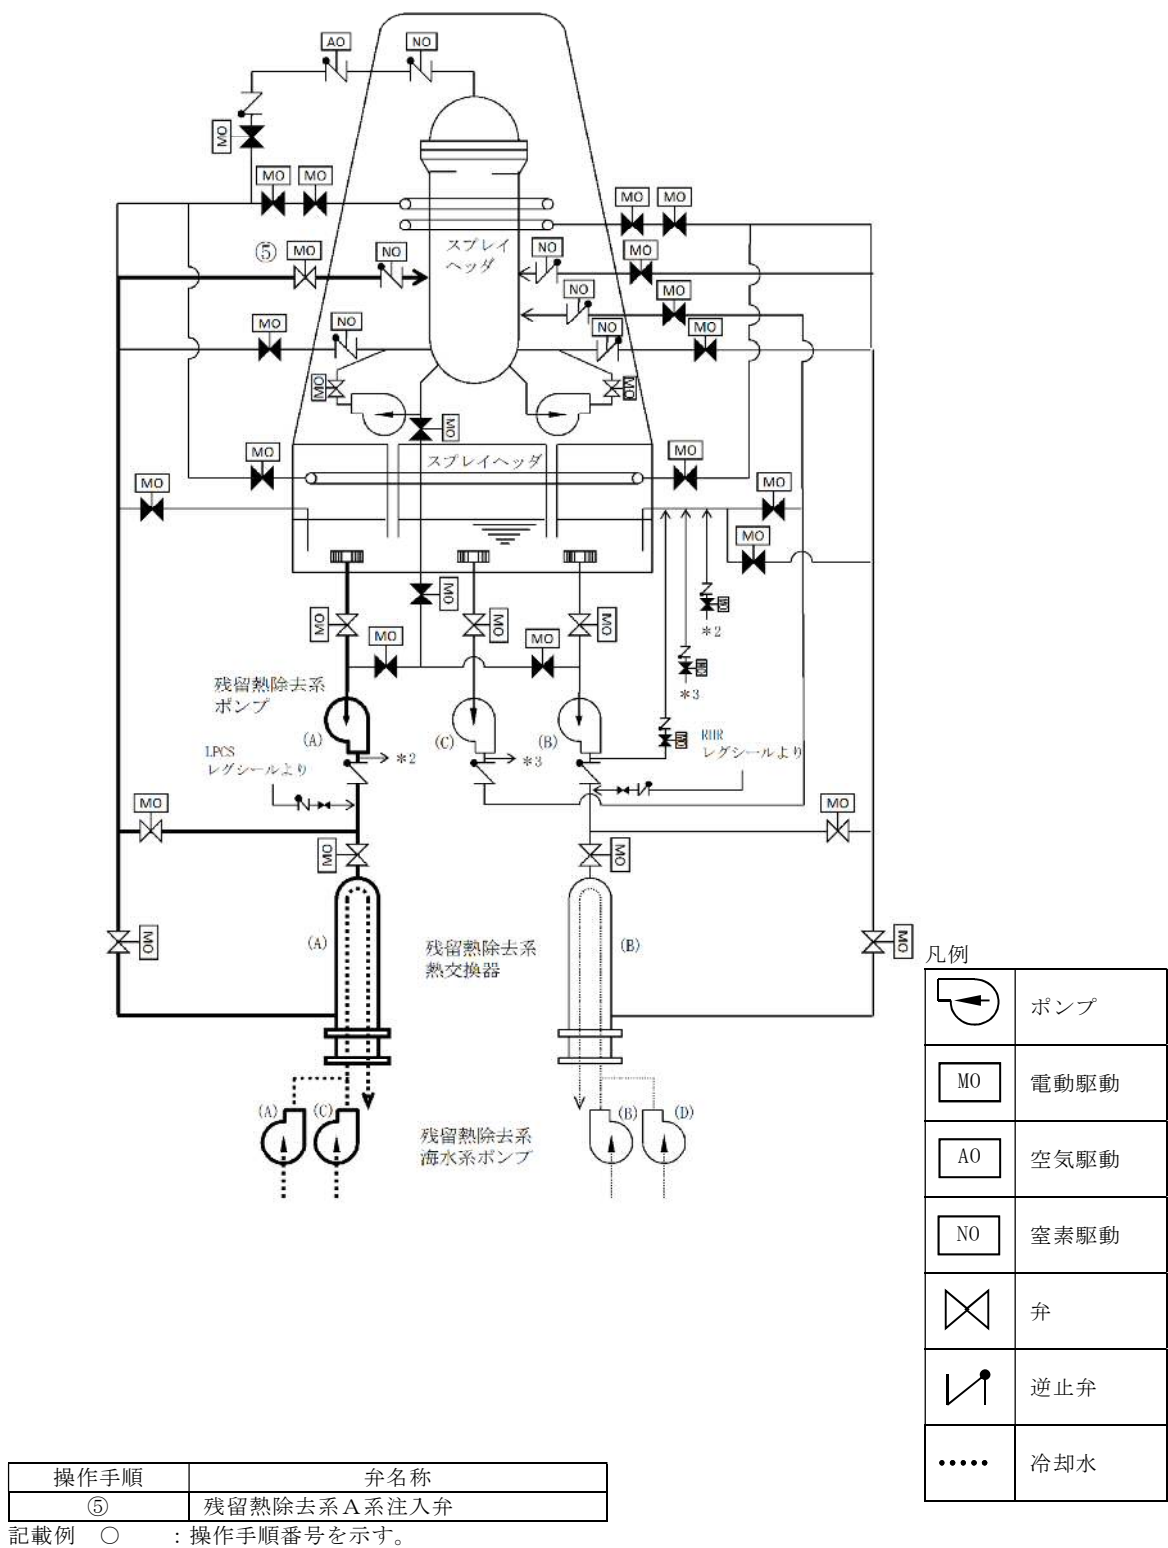 AO
NO
MO
MO
MO
MO
MO
スプレイ
ヘッダ
⑤
MO
NO
NO
MO
NO
MO
MO
NO
NO
MO
MO
MO
MO
スプレイヘッダ
MO
MO
MO
MO
MO
MO
MO
MO
MO
MO
MO
MO
*2
MO
*3
残留熱除去系
ポンプ
(A)
(C)
(B)
MO
*2
*3
LPCS
レグシールより
RHR
レグシールより
MO
MO
MO
MO
(A)
(B)
残留熱除去系
熱交換器
MO
MO
(A)
(C)
(B)
(D)
残留熱除去系
海水系ポンプ
凡例
ポンプ
MO 電動駆動
AO 空気駆動
NO 窒素駆動
弁
逆止弁
冷却水
操作手順 弁名称
⑤ 残留熱除去系A系注入弁
記載例 ○ ：操作手順番号を示す。